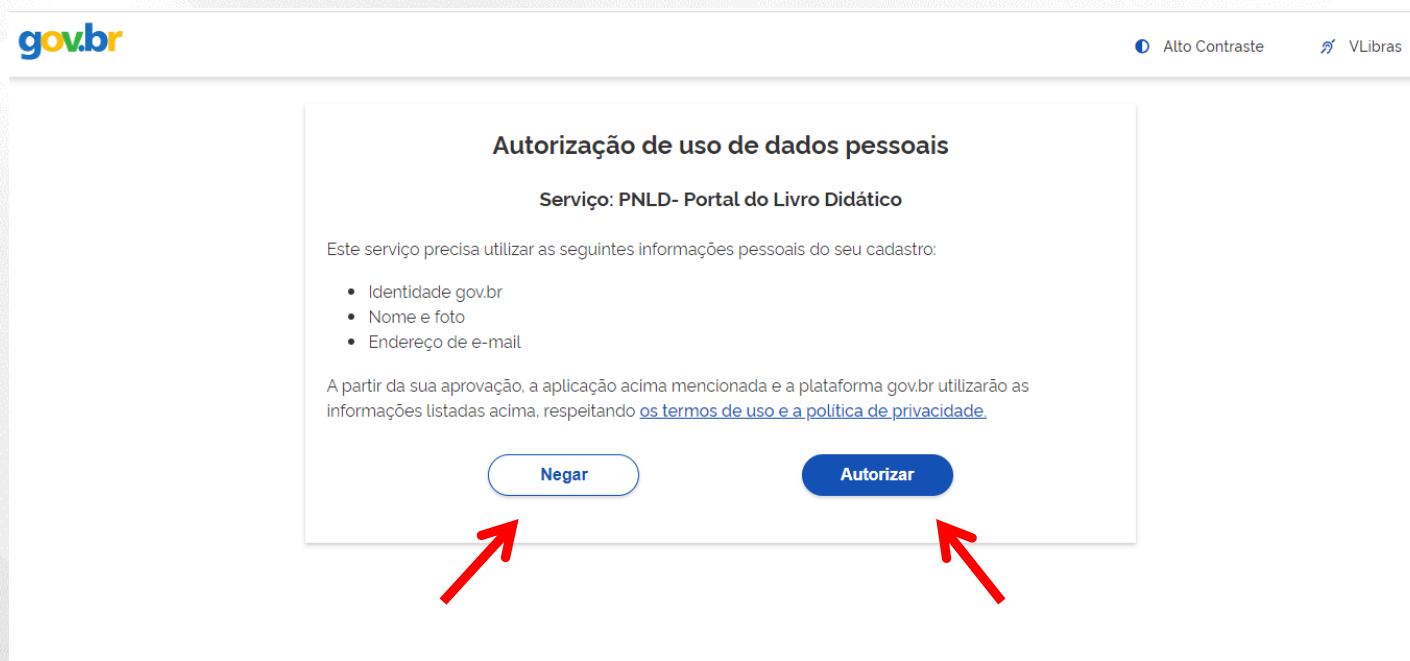 gov.br
Alto Contraste
VLibras
Autorização de uso de dados pessoais
Serviço: PNLD- Portal do Livro Didático
Este serviço precisa utilizar as seguintes informações pessoais do seu cadastro:
Identidade gov.br
Nome e foto
Endereço de e-mail
A partir da sua aprovação, a aplicação acima mencionada e a plataforma gov.br utilizarão as
informações listadas acima, respeitando os termos de uso e a política de privacidade.
Negar
Autorizar